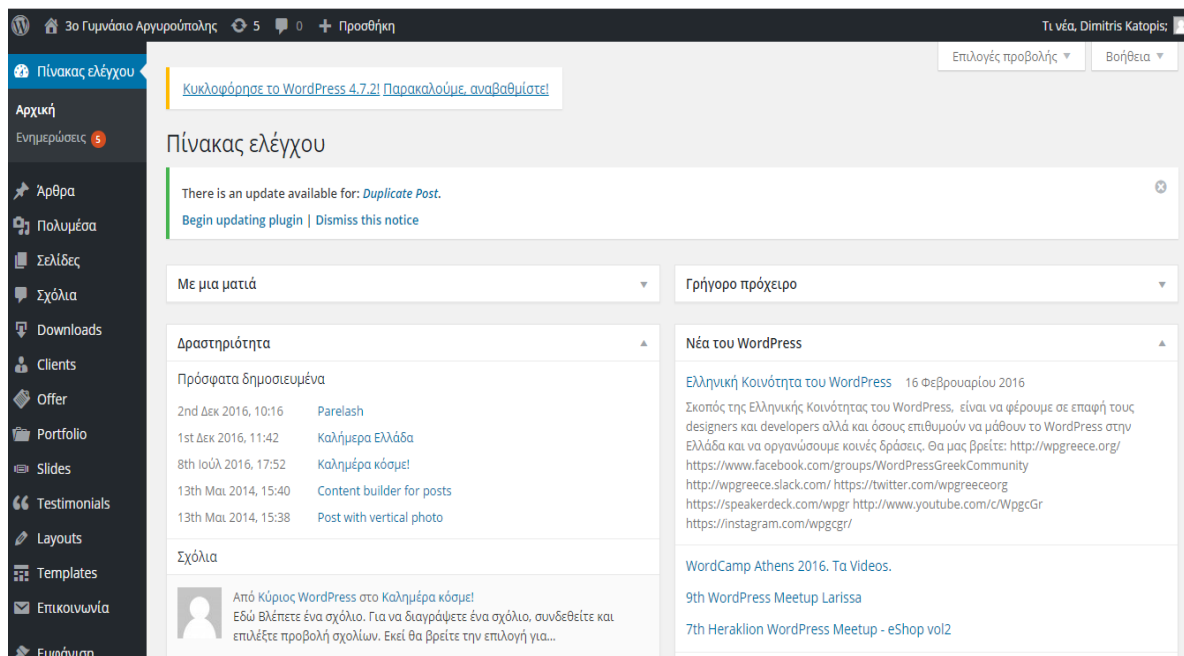 3ο Γυμνάσιο Αργυρούπολης 5 0 Προσθήκη Τι νέα, Dimitris Katopis;
Επιλογές προβολής Βοήθεια
Πίνακας ελέγχου
Αρχική
Ενημερώσεις 5
Άρθρα
Πολυμέσα
Σελίδες
Σχόλια
Downloads
Clients
Offer
Portfolio
Slides
Testimonials
Layouts
Templates
Επικοινωνία
Εμφάνιση
Κυκλοφόρησε το WordPress 4.7.2! Παρακαλούμε, αναβαθμίστε!
Πίνακας ελέγχου
There is an update available for: Duplicate Post.
Begin updating plugin | Dismiss this notice
Με μια ματιά
Δραστηριότητα
Πρόσφατα δημοσιευμένα
2nd Δεκ 2016, 10:16 Parelash
1st Δεκ 2016, 11:42 Καλήμερα Ελλάδα
8th Ιούλ 2016, 17:52 Καλημέρα κόσμε!
13th Μαι 2014, 15:40 Content builder for posts
13th Μαι 2014, 15:38 Post with vertical photo
Σχόλια
Από Κύριος WordPress στο Καλημέρα κόσμε!
Εδώ Βλέπετε ένα σχόλιο. Για να διαγράψετε ένα σχόλιο, συνδεθείτε και
επιλέξτε προβολή σχολίων. Εκεί θα βρείτε την επιλογή για...
Γρήγορο πρόχειρο
Νέα του WordPress
Ελληνική Κοινότητα του WordPress 16 Φεβρουαρίου 2016
Σκοπός της Ελληνικής Κοινότητας του WordPress, είναι να φέρουμε σε επαφή τους
designers και developers αλλά και όσους επιθυμούν να μάθουν το WordPress στην
Ελλάδα και να οργανώσουμε κοινές δράσεις. Θα μας βρείτε: http://wpgreece.org/
https://www.facebook.com/groups/WordPressGreekCommunity
http://wpgreece.slack.com/ https://twitter.com/wpgreeceorg
https://speakerdeck.com/wpgr http://www.youtube.com/c/WpgcGr
https://instagram.com/wpgcgr/
WordCamp Athens 2016. Τα Videos.
9th WordPress Meetup Larissa
7th Heraklion WordPress Meetup - eShop vol2